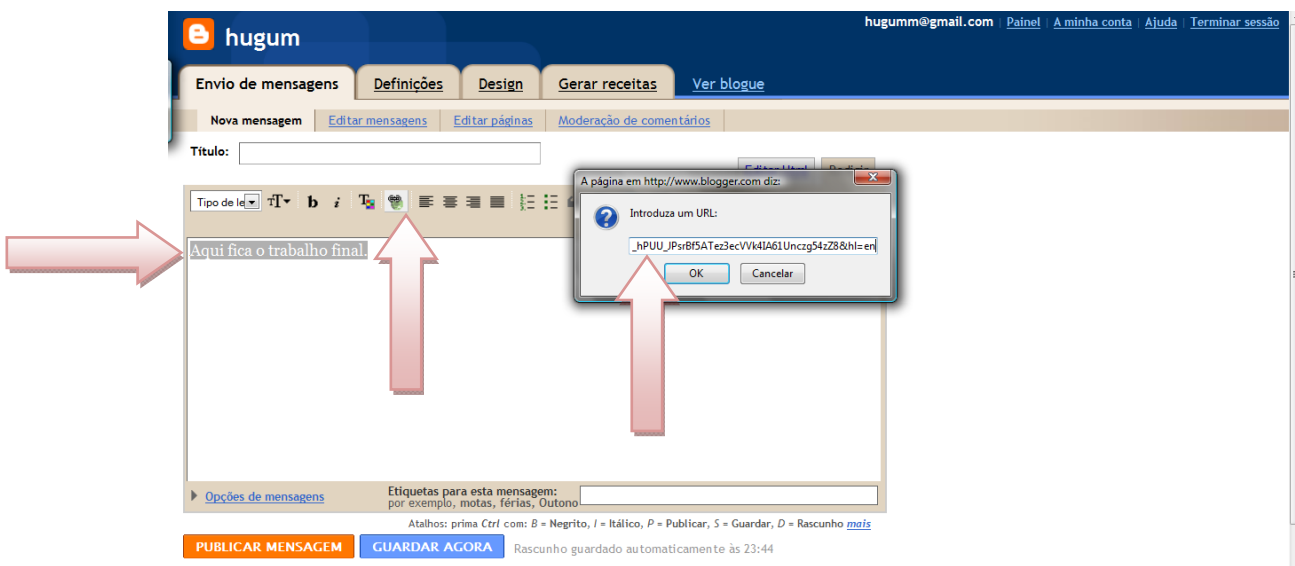 hugumm@gmail.com | Painel | A minha conta | Ajuda | Terminar sessão
hugum
Envio de mensagens Definições Design Gerar receitas Ver blogue
Nova mensagem Editar mensagens Editar páginas Moderação de comentários
Título:
A página em http://www.blogger.com diz:
Tipo de le
b i
Introduza um URL:
_hPUU_JPsrBf5ATez3ecVVk4IA61Unczg54zZ8&hl=en
Aqui fica o trabalho final.
OK Cancelar
Opções de mensagens
Etiquetas para esta mensagem:
por exemplo, motas, férias, Outono
Atalhos: prima Ctrl com: B = Negrito, I = Itálico, P = Publicar, S = Guardar, D = Rascunho mais
PUBLICAR MENSAGEM GUARDAR AGORA Rascunho guardado automaticamente às 23:44